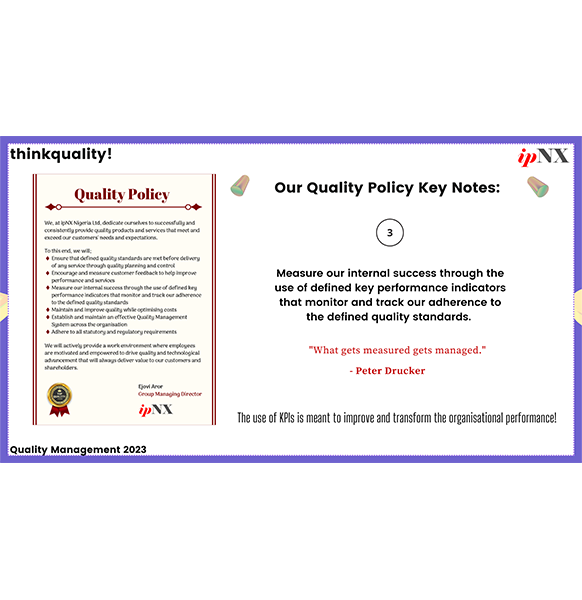 thinkquality!
ipNX
Quality Policy
We, at ipNX Nigeria Ltd, dedicate ourselves to successfully and
consistently provide quality products and services that meet and
exceed our customers' needs and expectations.
To this end, we will;
Ensure that defined quality standards are met before delivery
of any service through quality planning and control
Encourage and measure customer feedback to help improve
performance and services
Measure our internal success through the use of defined key
performance indicators that monitor and track our adherence
to the defined quality standards
Maintain and improve quality while optimising costs
Establish and maintain an effective Quality Management
System across the organisation
Adhere to all statutory and regulatory requirements
We will actively provide a work environment where employees
are motivated and empowered to drive quality and technological
advancement that will always deliver value to our customers and
shareholders.
Ejovi Aror
Group Managing Director
ipNX
Our Quality Policy Key Notes:
3
Measure our internal success through the
use of defined key performance indicators
that monitor and track our adherence to
the defined quality standards.
"What gets measured gets managed."
- Peter Drucker
The use of KPIs is meant to improve and transform the organisational performance!
Quality Management 2023